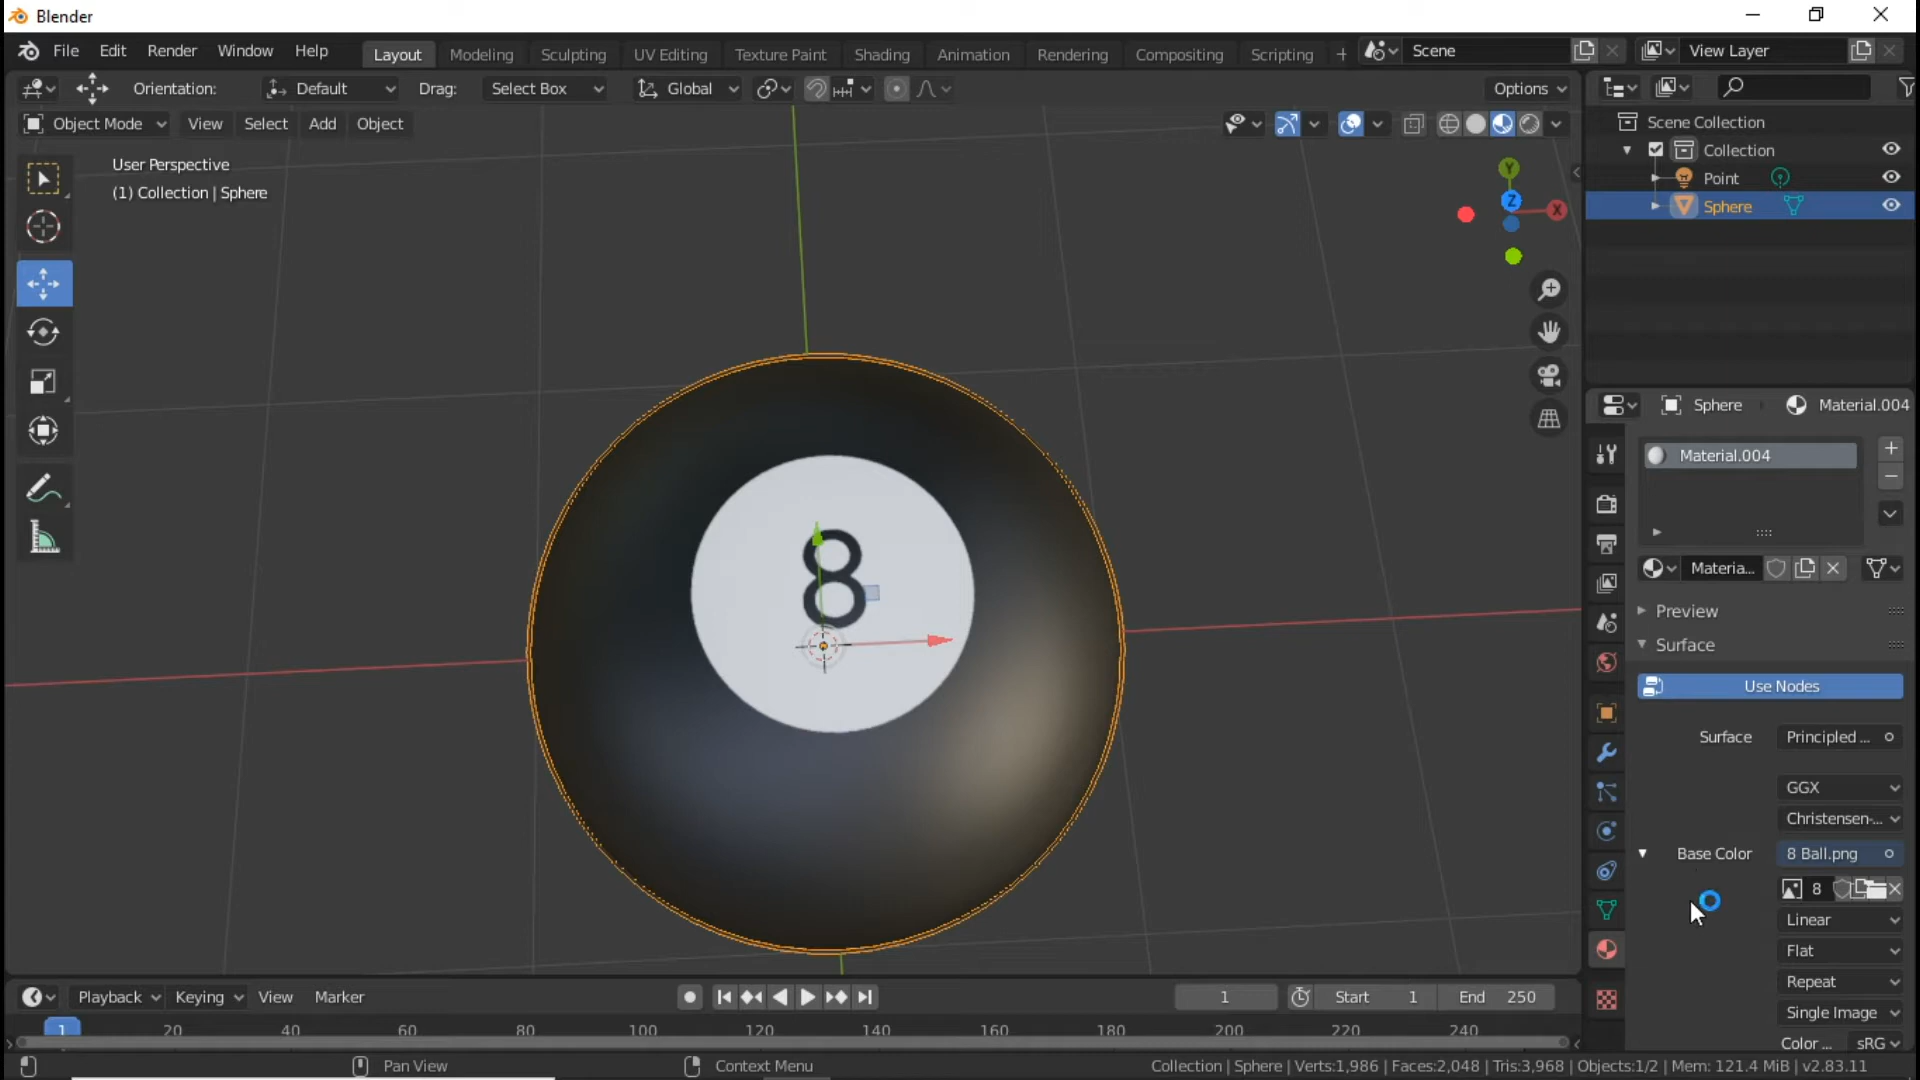 Blender
File Edit Render Window Help Layout Modeling Sculpting UV Editing Texture Paint Shading Animation Rendering Compositing Scripting + Scene View Layer
Orientation: Default Drag: Select Box Global Options
Object Mode View Select Add Object
User Perspective
(1) Collection | Sphere
Y
Z
X
8
Scene Collection
Collection
Point
Sphere
Sphere Material.004
Material.004
Materia...
Preview
Surface
Use Nodes
Surface Principled ...
GGX
Christensen-...
Base Color 8 Ball.png
8
Linear
Flat
Repeat
Single Image
Color ... sRG
Playback Keying View Marker 1 Start 1 End 250
1 20 40 60 80 100 120 140 160 180 200 220 240
Pan View Context Menu Collection | Sphere | Verts:1,986 | Faces:2,048 | Tris:3,968 | Objects:1/2 | Mem: 121.4 MiB | v2.83.11